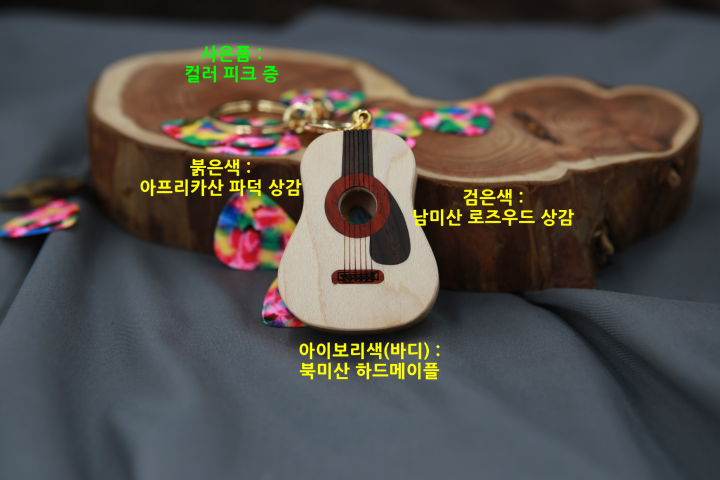 사은품 :
컬러 피크 증
붉은색 :
아프리카산 파덕 상감
검은색 :
남미산 로즈우드 상감
아이보리색(바디) :
북미산 하드메이플